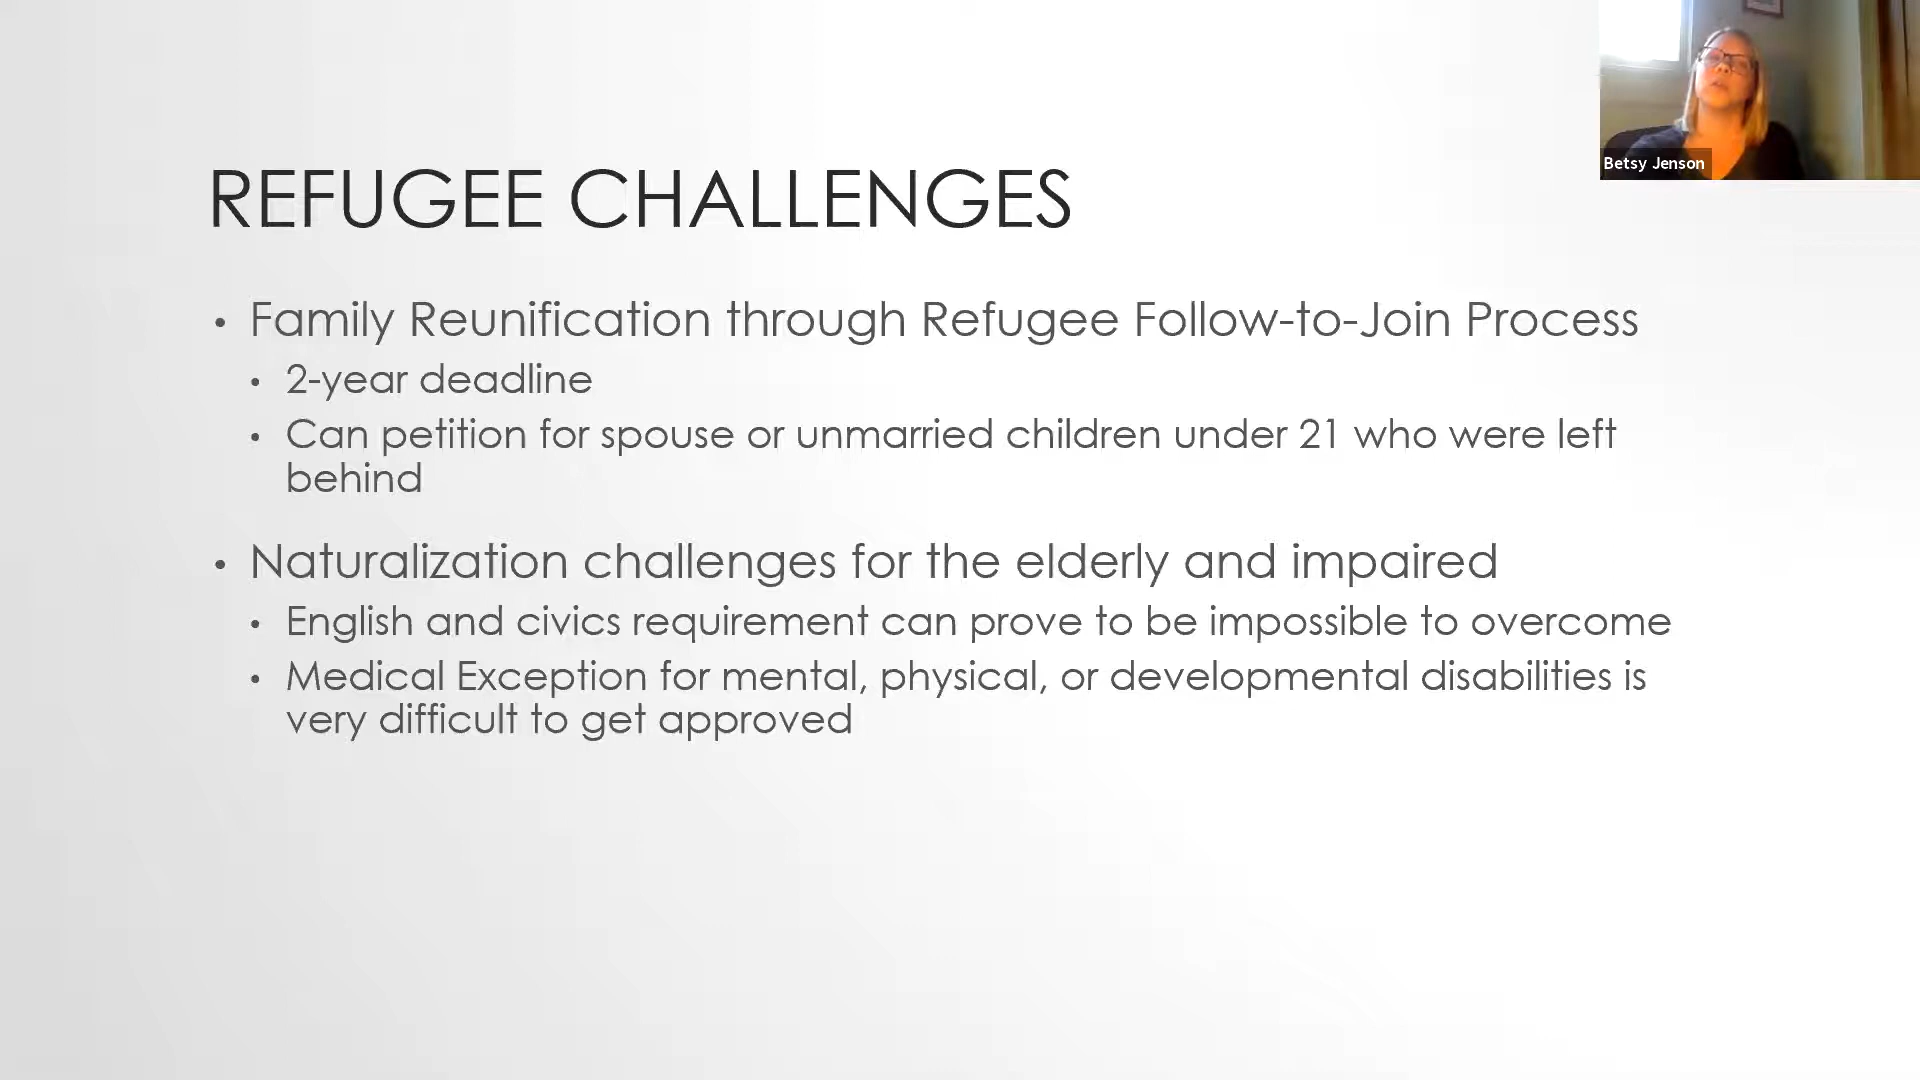 Betsy Jenson
REFUGEE CHALLENGES
• Family Reunification through Refugee Follow-to-Join Process
• 2-year deadline
• Can petition for spouse or unmarried children under 21 who were left
behind
• Naturalization challenges for the elderly and impaired
• English and civics requirement can prove to be impossible to overcome
• Medical Exception for mental, physical, or developmental disabilities is
very difficult to get approved